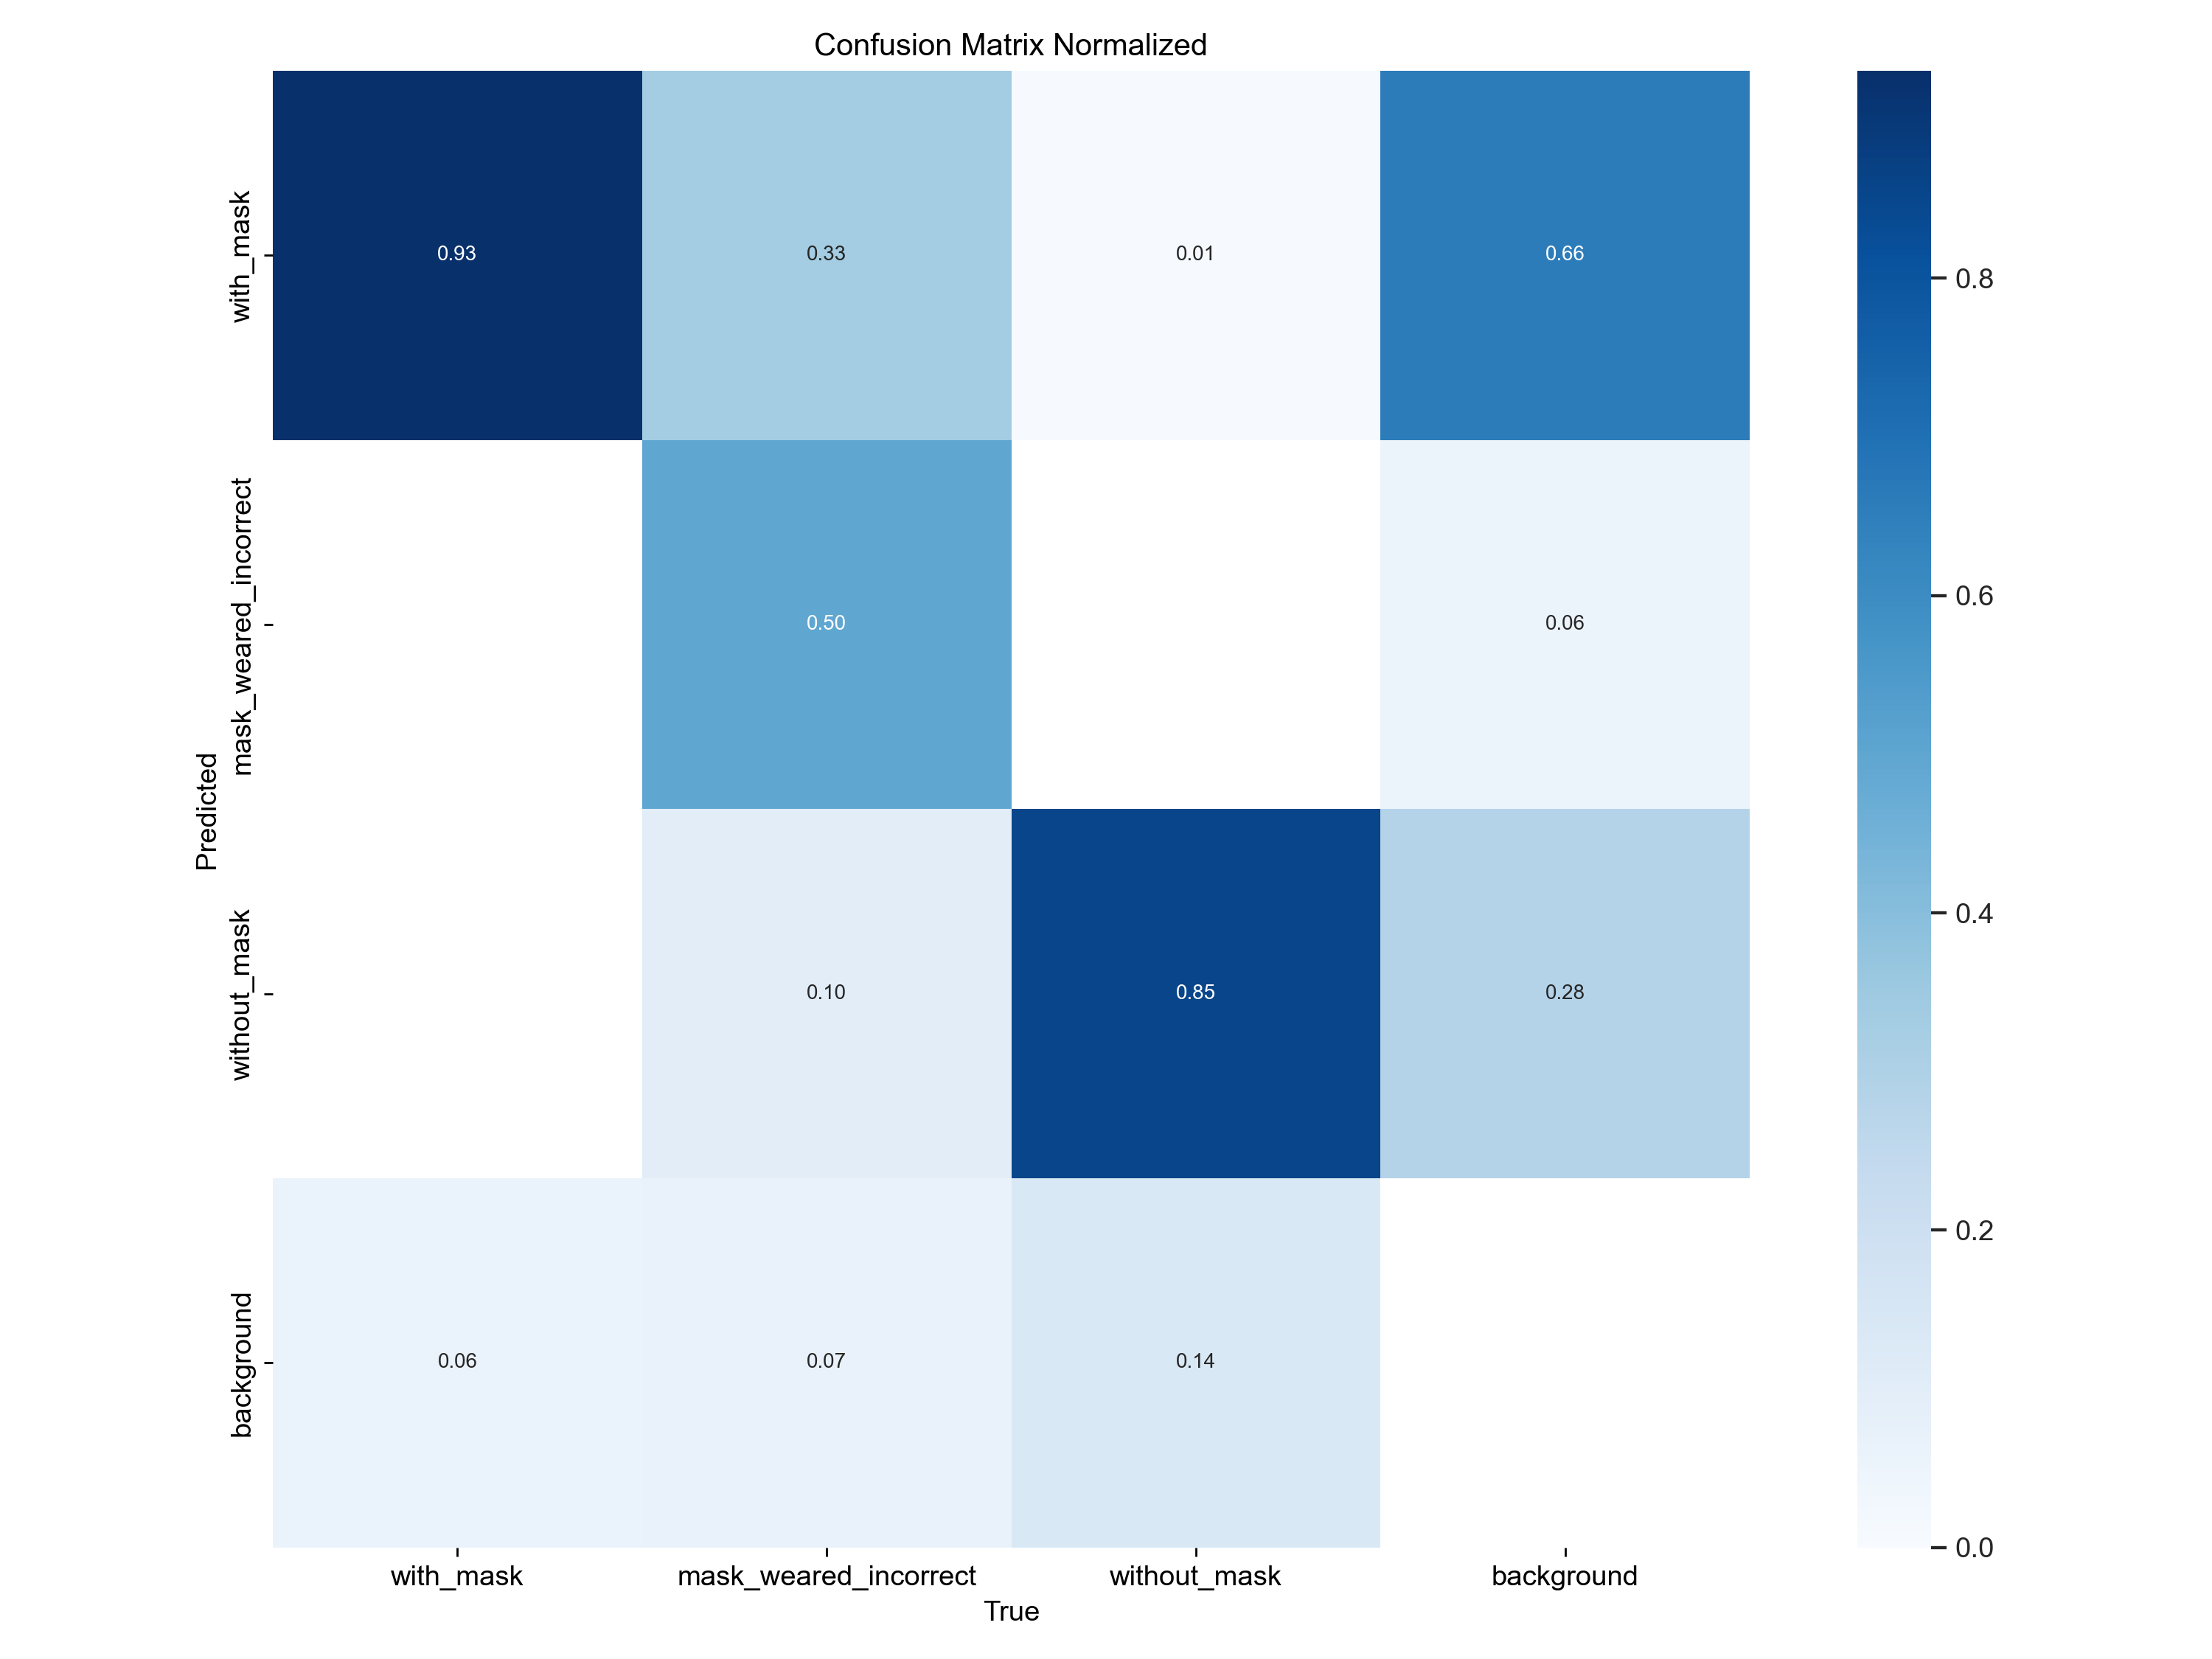 Confusion Matrix Normalized
with_mask
0.93
0.33
0.01
0.66
0.8
mask_weared_incorrect
0.50
0.06
0.6
Predicted
without_mask
0.10
0.85
0.28
0.4
background
0.06
0.07
0.14
0.2
0.0
with_mask
mask_weared_incorrect
without_mask
background
True